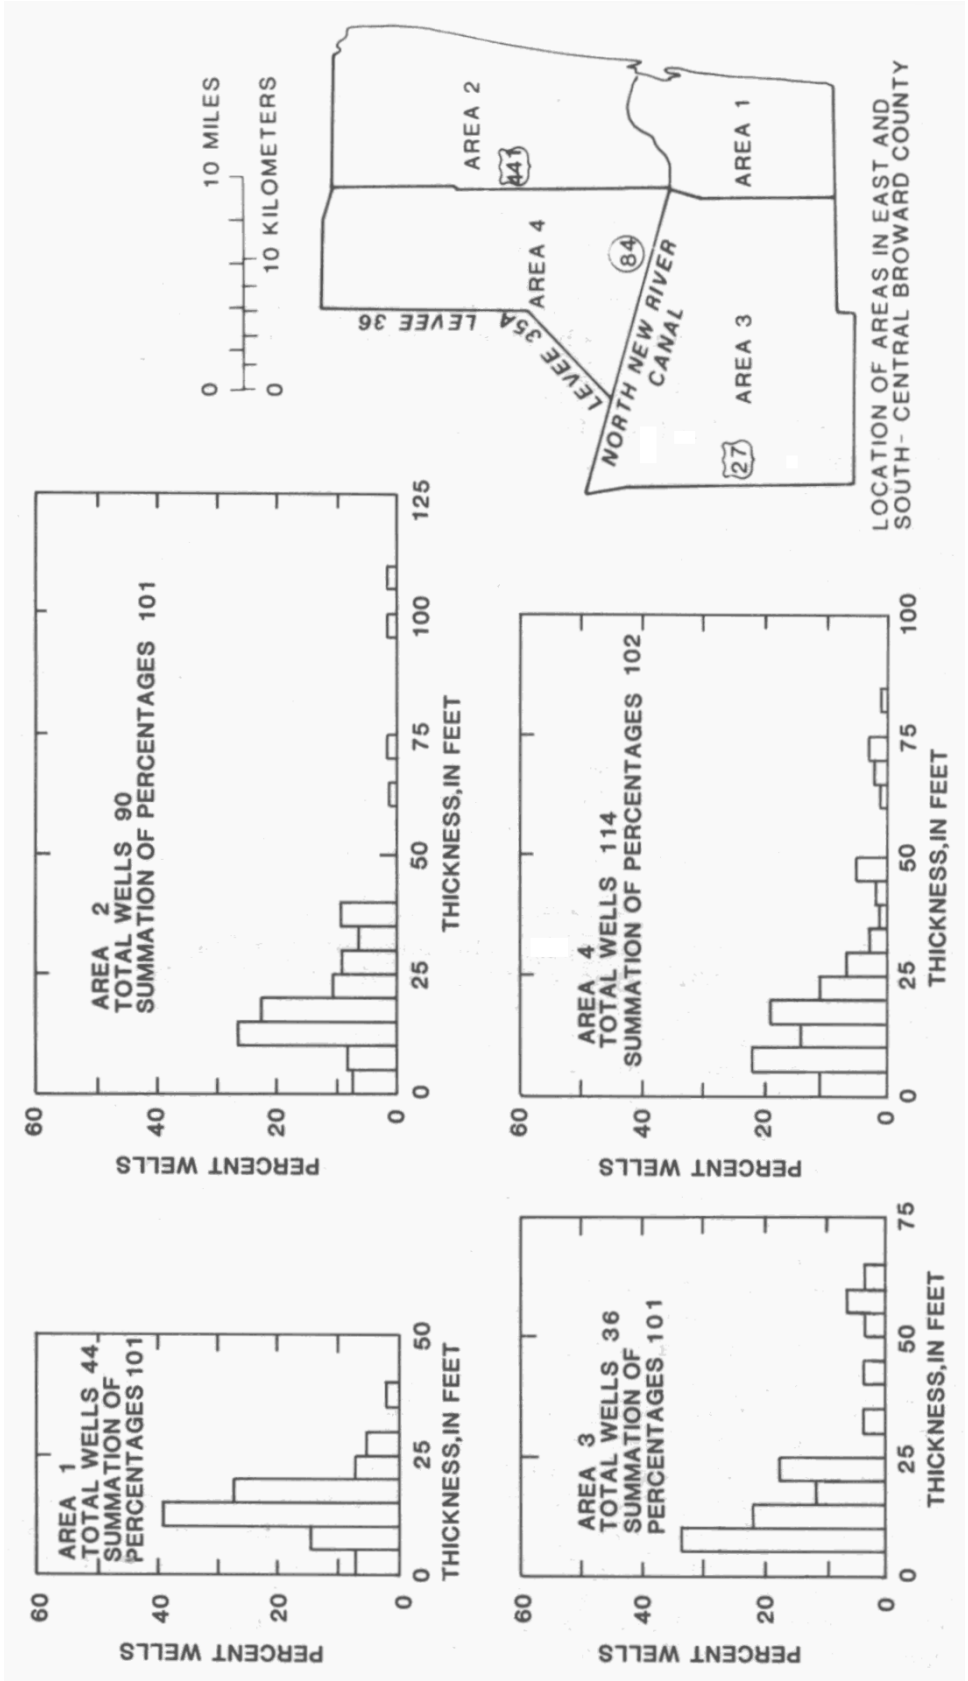 AREA 1
TOTAL WELLS 44
SUMMATION OF
PERCENTAGES 101
PERCENT WELLS
60
40
20
0
0
25
50
THICKNESS,IN FEET
AREA 2
TOTAL WELLS 90
SUMMATION OF PERCENTAGES 101
PERCENT WELLS
60
40
20
0
0
25
50
75
100
125
THICKNESS,IN FEET
AREA 3
TOTAL WELLS 36
SUMMATION OF
PERCENTAGES 101
PERCENT WELLS
60
40
20
0
0
25
50
75
THICKNESS,IN FEET
AREA 4
TOTAL WELLS 114
SUMMATION OF PERCENTAGES 102
PERCENT WELLS
60
40
20
0
0
25
50
75
100
THICKNESS,IN FEET
0 10 MILES
0 10 KILOMETERS
LEVEE 36
LEVEE 35A
AREA 2
441
AREA 4
84
NORTH NEW RIVER
CANAL
AREA 1
AREA 3
27
LOCATION OF AREAS IN EAST AND
SOUTH- CENTRAL BROWARD COUNTY